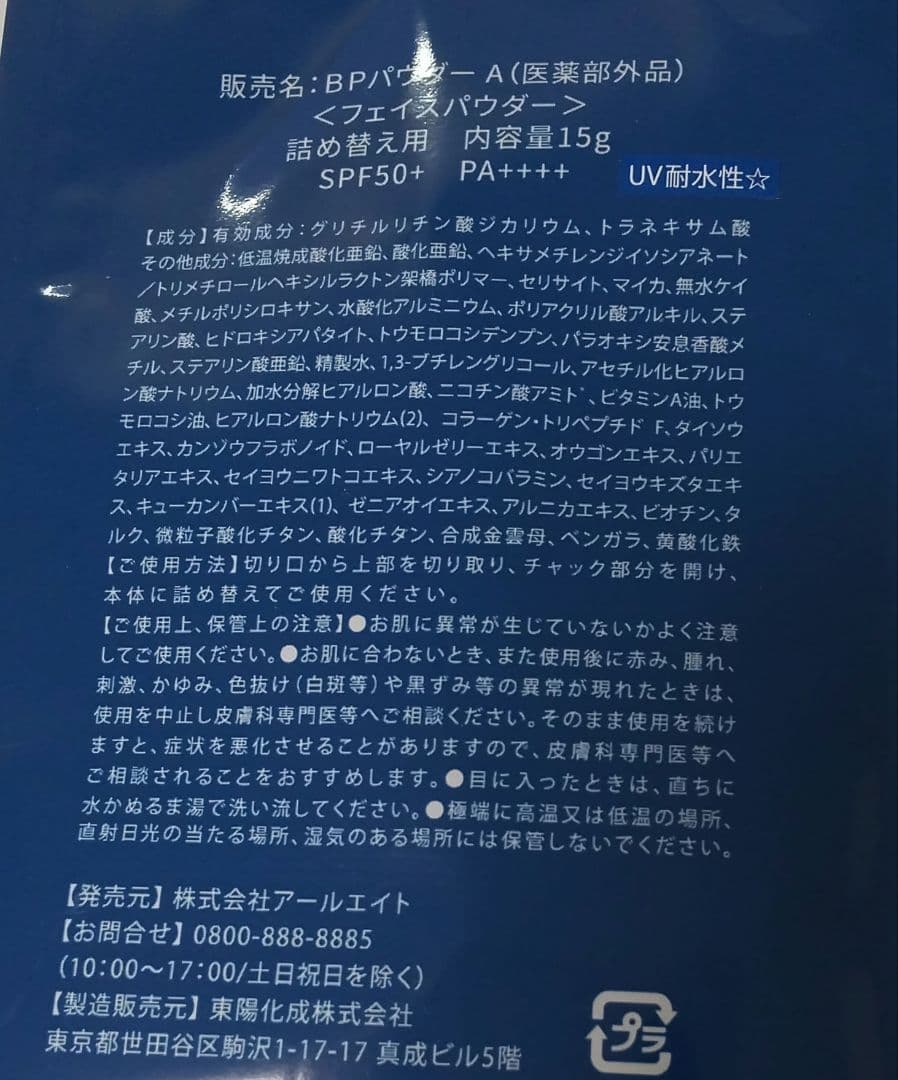 販売名：BPパウダー A（医薬部外品）
＜フェイスパウダー＞
詰め替え用　内容量15g
SPF50+　PA++++　UV耐水性☆
【成分】有効成分：グリチルリチン酸ジカリウム、トラネキサム酸
その他成分：低温焼成酸化亜鉛、酸化亜鉛、ヘキサメチレンジイソシアネート
／トリメチロールヘキシルラクトン架橋ポリマー、セリサイト、マイカ、無水ケイ
酸、メチルポリシロキサン、水酸化アルミニウム、ポリアクリル酸アルキル、ステ
アリン酸、ヒドロキシアパタイト、トウモロコシデンプン、パラオキシ安息香酸メ
チル、ステアリン酸亜鉛、精製水、1,3-ブチレングリコール、アセチル化ヒアルロ
ン酸ナトリウム、加水分解ヒアルロン酸、ニコチン酸アミド、ビタミンA油、トウ
モロコシ油、ヒアルロン酸ナトリウム(2)、コラーゲン・トリペプチド F、タイソウ
エキス、カンゾウフラボノイド、ローヤルゼリーエキス、オウゴンエキス、パリエ
タリアエキス、セイヨウニワトコエキス、シアノコバラミン、セイヨウキズタエキ
ス、キューカンバーエキス(1)、ゼニアオイエキス、アルニカエキス、ビオチン、タ
ルク、微粒子酸化チタン、酸化チタン、合成金雲母、ベンガラ、黄酸化鉄
【ご使用方法】切り口から上部を切り取り、チャック部分を開け、
本体に詰め替えてご使用ください。
【ご使用上、保管上の注意】●お肌に異常が生じていないかよく注意
してご使用ください。●お肌に合わないとき、また使用後に赤み、腫れ、
刺激、かゆみ、色抜け（白斑等）や黒ずみ等の異常が現れたときは、
使用を中止し皮膚科専門医等へご相談ください。そのまま使用を続け
ますと、症状を悪化させることがありますので、皮膚科専門医等へ
ご相談されることをおすすめします。●目に入ったときは、直ちに
水かぬるま湯で洗い流してください。●極端に高温又は低温の場所、
直射日光の当たる場所、湿気のある場所には保管しないでください。
【発売元】株式会社アールエイト
【お問合せ】0800-888-8885
（10：00～17：00/土日祝日を除く）
【製造販売元】東陽化成株式会社
東京都世田谷区駒沢1-17-17 真成ビル5階
プラ